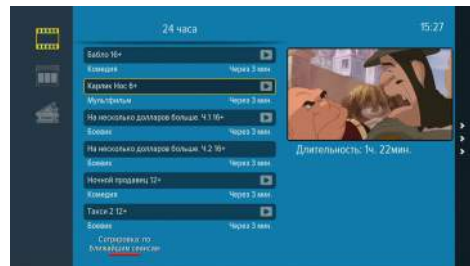 24 часа
15:27
Бабло 16+
Комедия Через 3 мин.
Карлик Нос 6+
Мультфильм Через 3 мин.
На несколько долларов больше. Ч.1 16+
Боевик Через 3 мин.
На несколько долларов больше. Ч.2 16+
Боевик Через 3 мин.
Ночной продавец 12+
Комедия Через 3 мин.
Такси 2 12+
Боевик Через 3 мин.
Сотрировка: по
ближайшим сеансам
Длительность: 1ч. 22мин.